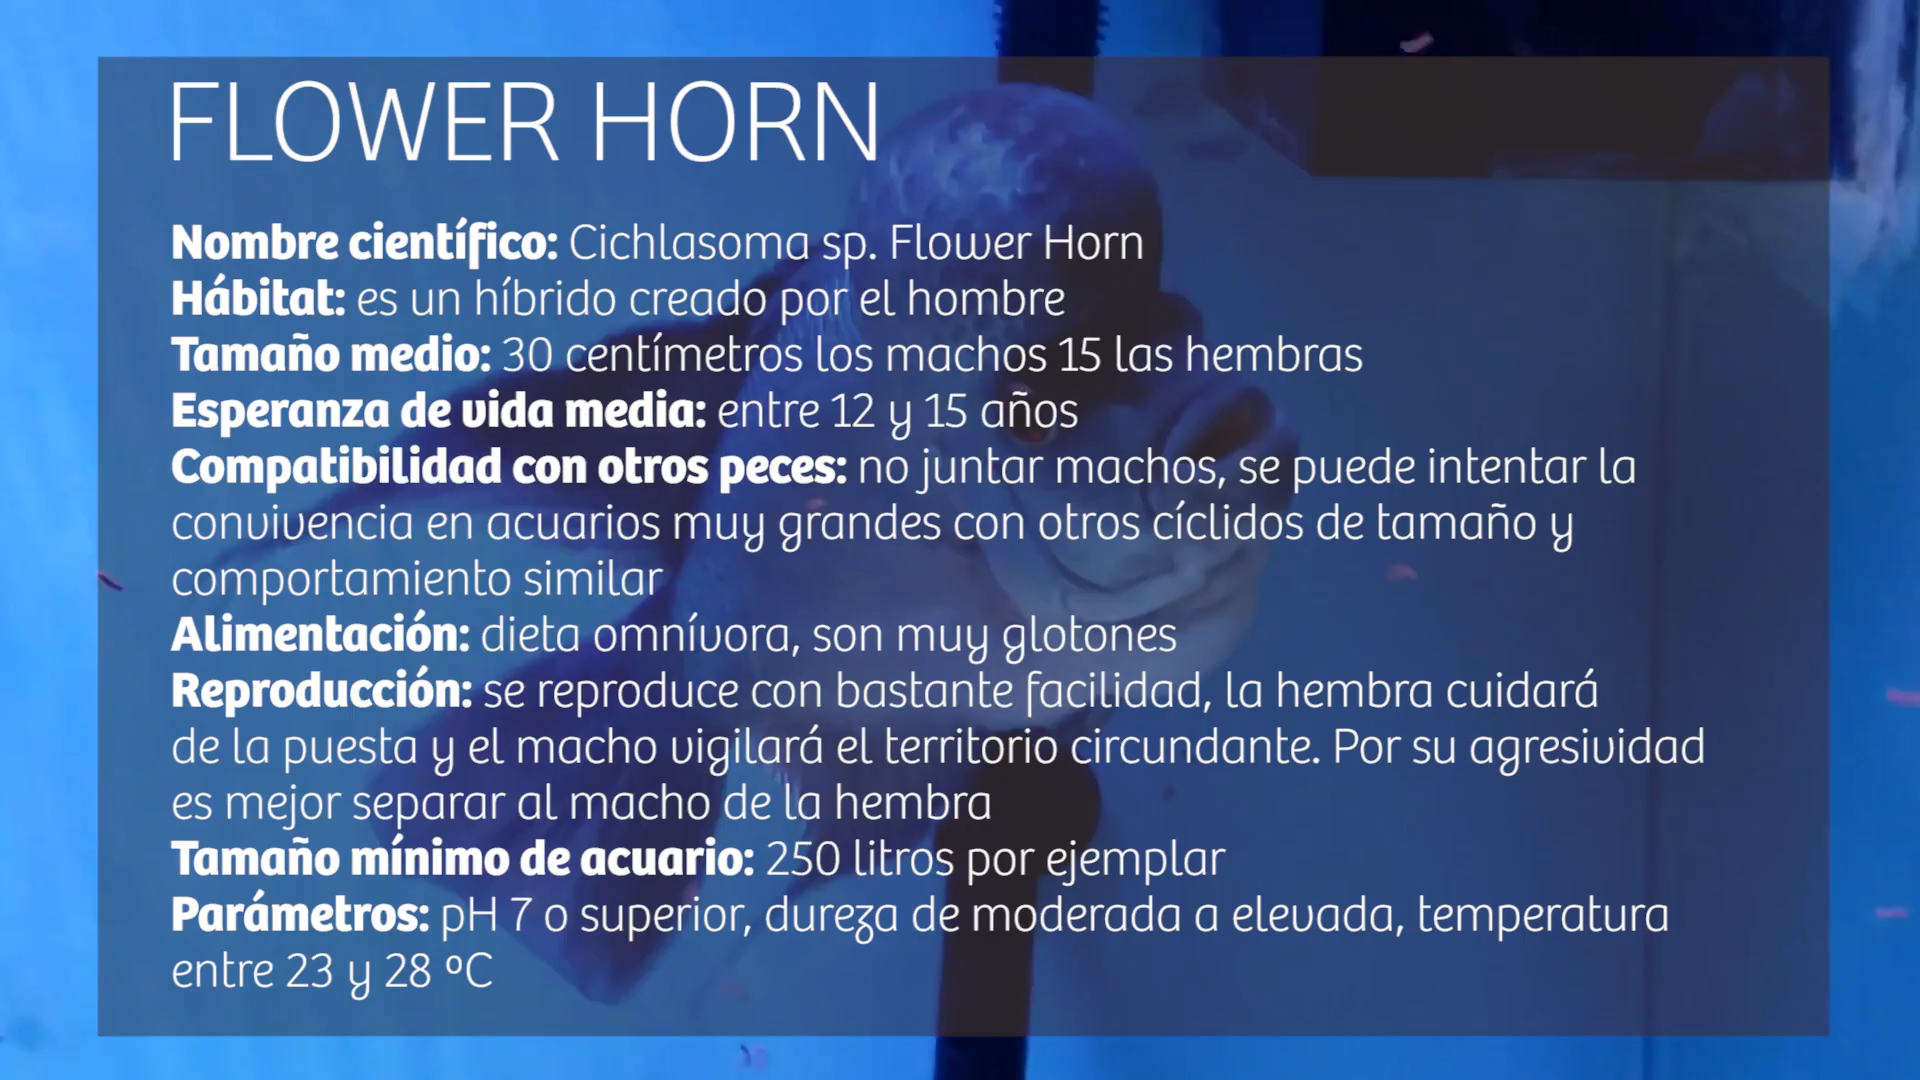 FLOWER HORN
Nombre científico: Cichlasoma sp. Flower Horn
Hábitat: es un híbrido creado por el hombre
Tamaño medio: 30 centímetros los machos 15 las hembras
Esperanza de vida media: entre 12 y 15 años
Compatibilidad con otros peces: no juntar machos, se puede intentar la
convivencia en acuarios muy grandes con otros cíclidos de tamaño y
comportamiento similar
Alimentación: dieta omnívora, son muy glotones
Reproducción: se reproduce con bastante facilidad, la hembra cuidará
de la puesta y el macho vigilará el territorio circundante. Por su agresividad
es mejor separar al macho de la hembra
Tamaño mínimo de acuario: 250 litros por ejemplar
Parámetros: pH 7 o superior, dureza de moderada a elevada, temperatura
entre 23 y 28 ºC